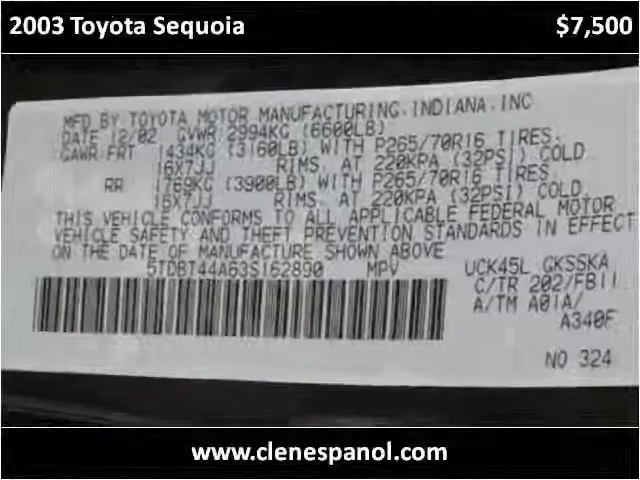 2003 Toyota Sequoia $7,500
MFD BY TOYOTA MOTOR MANUFACTURING.INDIANA.INC
DATE 12/02 GVWR 2994KG (6600LB)
GAWR FRT 1434KG (3160LB) WITH P265/70R16 TIRES.
16X7JJ RIMS. AT 220KPA (32PSI) COLD
RR 1769KG (3900LB) WITH P265/70R16 TIRES
16X7JJ RIMS. AT 220KPA (32PSI) COLD
THIS VEHICLE CONFORMS TO ALL APPLICABLE FEDERAL MOTOR
VEHICLE SAFETY AND THEFT PREVENTION STANDARDS IN EFFECT
ON THE DATE OF MANUFACTURE SHOWN ABOVE
5TDBT44A63S162890 MPV UCK45L GKSSKA
C/TR 202/FB11
A/TM A01A/
A340F
NO 324
www.clenespanol.com